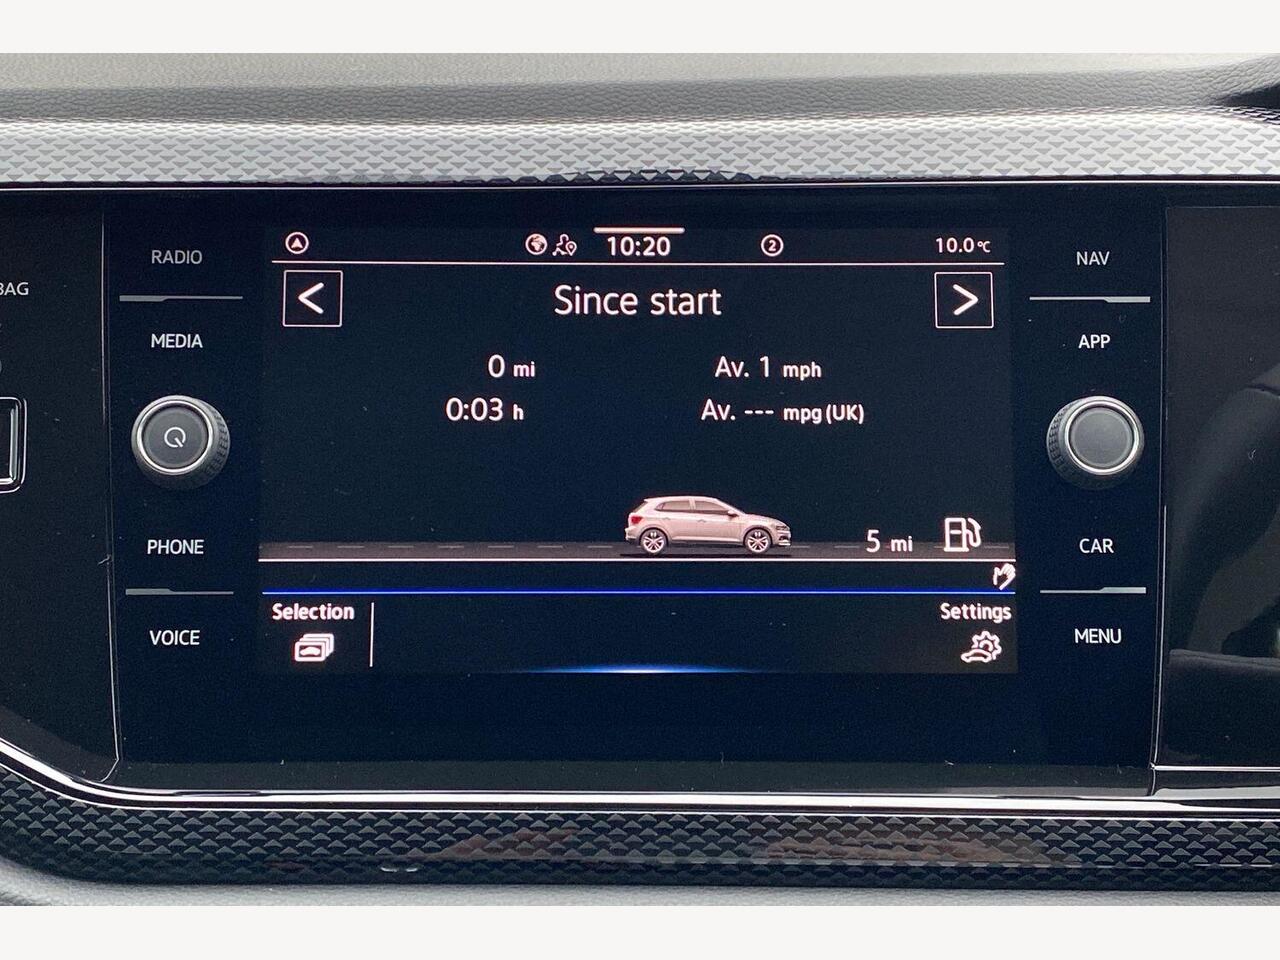 RADIO
MEDIA
PHONE
VOICE
BAG
10:20
2
10.0°C
<
Since start
>
0 mi
Av. 1 mph
0:03 h
Av. --- mpg (UK)
5 mi
Selection
Settings
NAV
APP
CAR
MENU